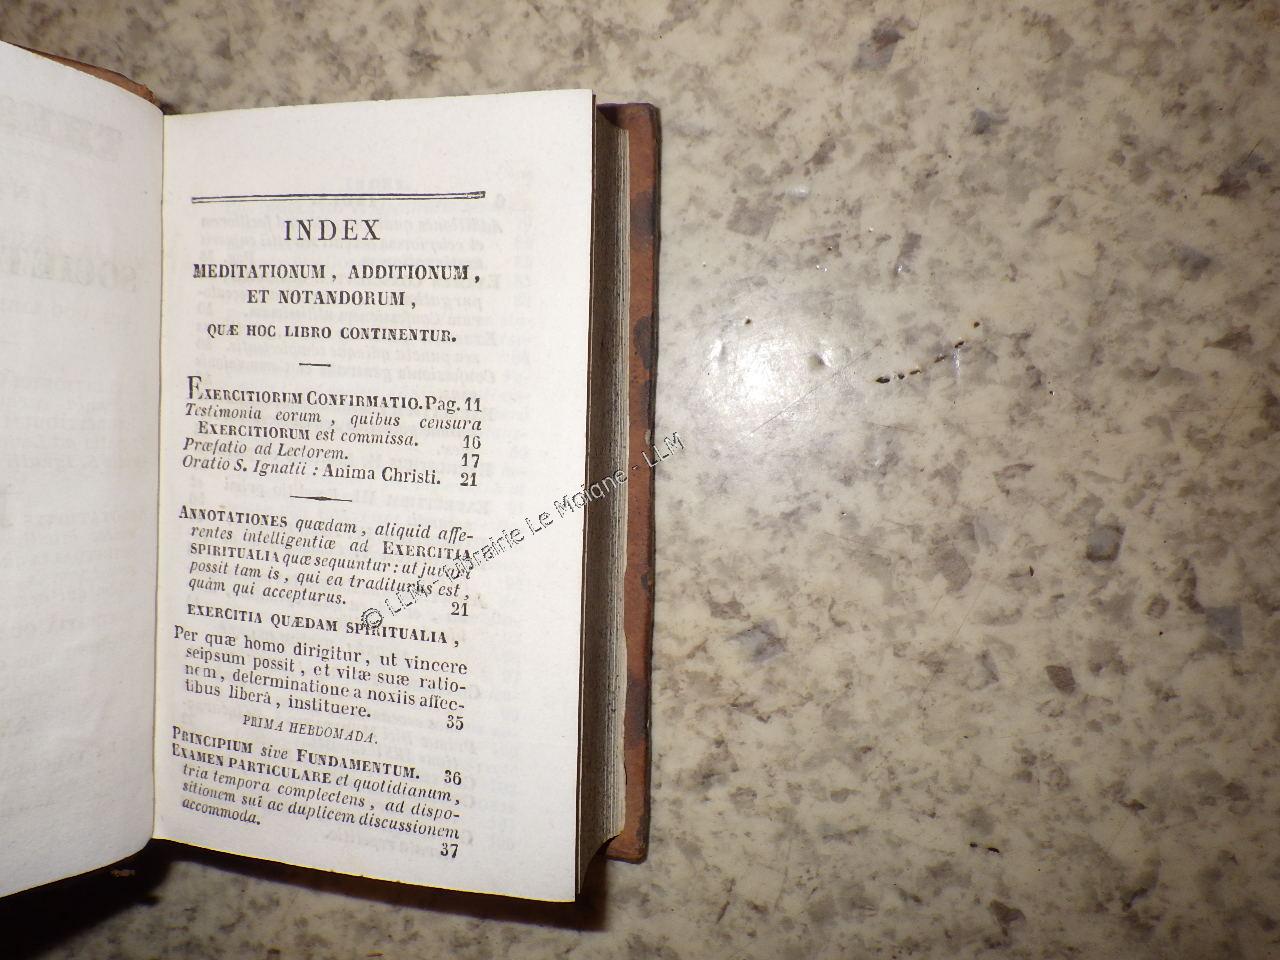 INDEX
MEDITATIONUM, ADDITIONUM,
ET NOTANDORUM,
QUÆ HOC LIBRO CONTINENTUR.
EXERCITIORUM CONFIRMATIO. Pag. 11
Testimonia eorum, quibus censura
EXERCITIORUM est commissa. 16
Præfatio ad Lectorem. 17
Oratio S. Ignatii : Anima Christi. 21
ANNOTATIONES quædam, aliquid affe-
rentes intelligentiæ ad EXERCITIA
SPIRITUALIA quæ sequuntur: ut juvari
possit tam is, qui ea traditurus est,
quàm qui accepturus. 21
EXERCITIA QUÆDAM SPIRITUALIA,
Per quæ homo dirigitur, ut vincere
seipsum possit, et vitæ suæ ratio-
nem, determinatione a noxiis affec-
tibus liberâ, instituere. 35
PRIMA HEBDOMADA.
PRINCIPIUM sive FUNDAMENTUM. 36
EXAMEN PARTICULARE et quotidianum,
tria tempora complectens, ad dispo-
sitionem sui ac duplicem discussionem
accommoda. 37
© LLM - Librairie Le Moigne - LLM